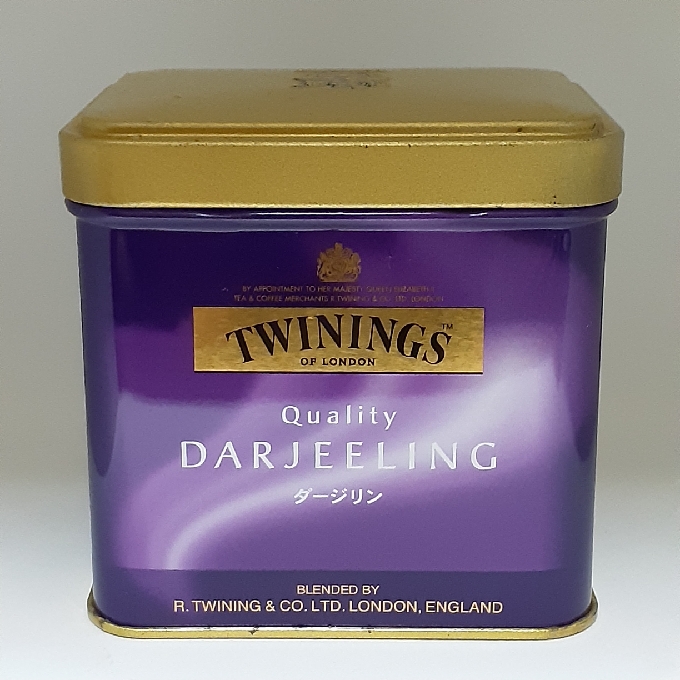 BY APPOINTMENT TO HER MAJESTY QUEEN ELIZABETH II
TEA & COFFEE MERCHANTS R.TWINING & CO. LTD. LONDON
TWININGS™
OF LONDON
Quality
DARJEELING
ダージリン
BLENDED BY
R. TWINING & CO. LTD. LONDON, ENGLAND